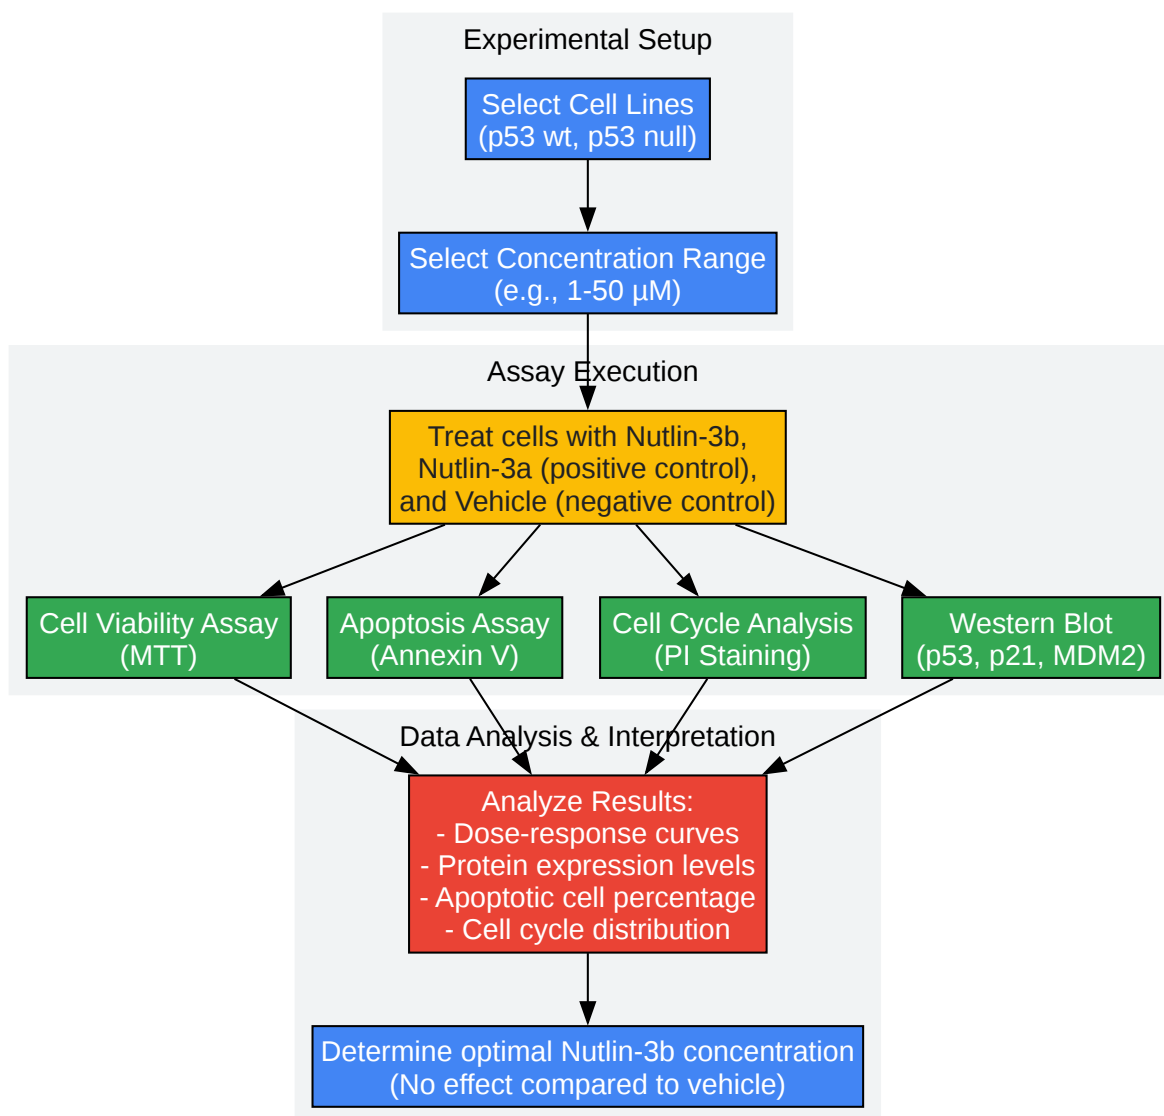 Experimental Setup
Select Cell Lines
(p53 wt, p53 null)
Select Concentration Range
(e.g., 1-50 µM)
Assay Execution
Treat cells with Nutlin-3b,
Nutlin-3a (positive control),
and Vehicle (negative control)
Cell Viability Assay
(MTT)
Apoptosis Assay
(Annexin V)
Cell Cycle Analysis
(PI Staining)
Western Blot
(p53, p21, MDM2)
Data Analysis & Interpretation
Analyze Results:
- Dose-response curves
- Protein expression levels
- Apoptotic cell percentage
- Cell cycle distribution
Determine optimal Nutlin-3b concentration
(No effect compared to vehicle)